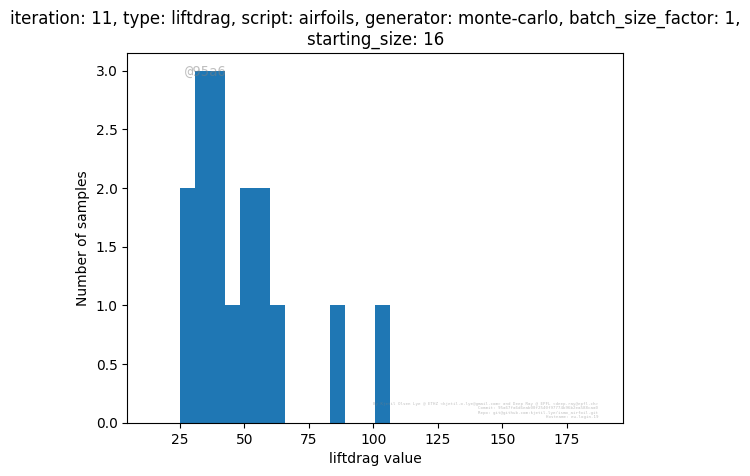 iteration: 11, type: liftdrag, script: airfoils, generator: monte-carlo, batch_size_factor: 1,
starting_size: 16
@95a6
3.0
2.5
2.0
1.5
1.0
0.5
0.0
Number of samples
25 50 75 100 125 150 175
liftdrag value